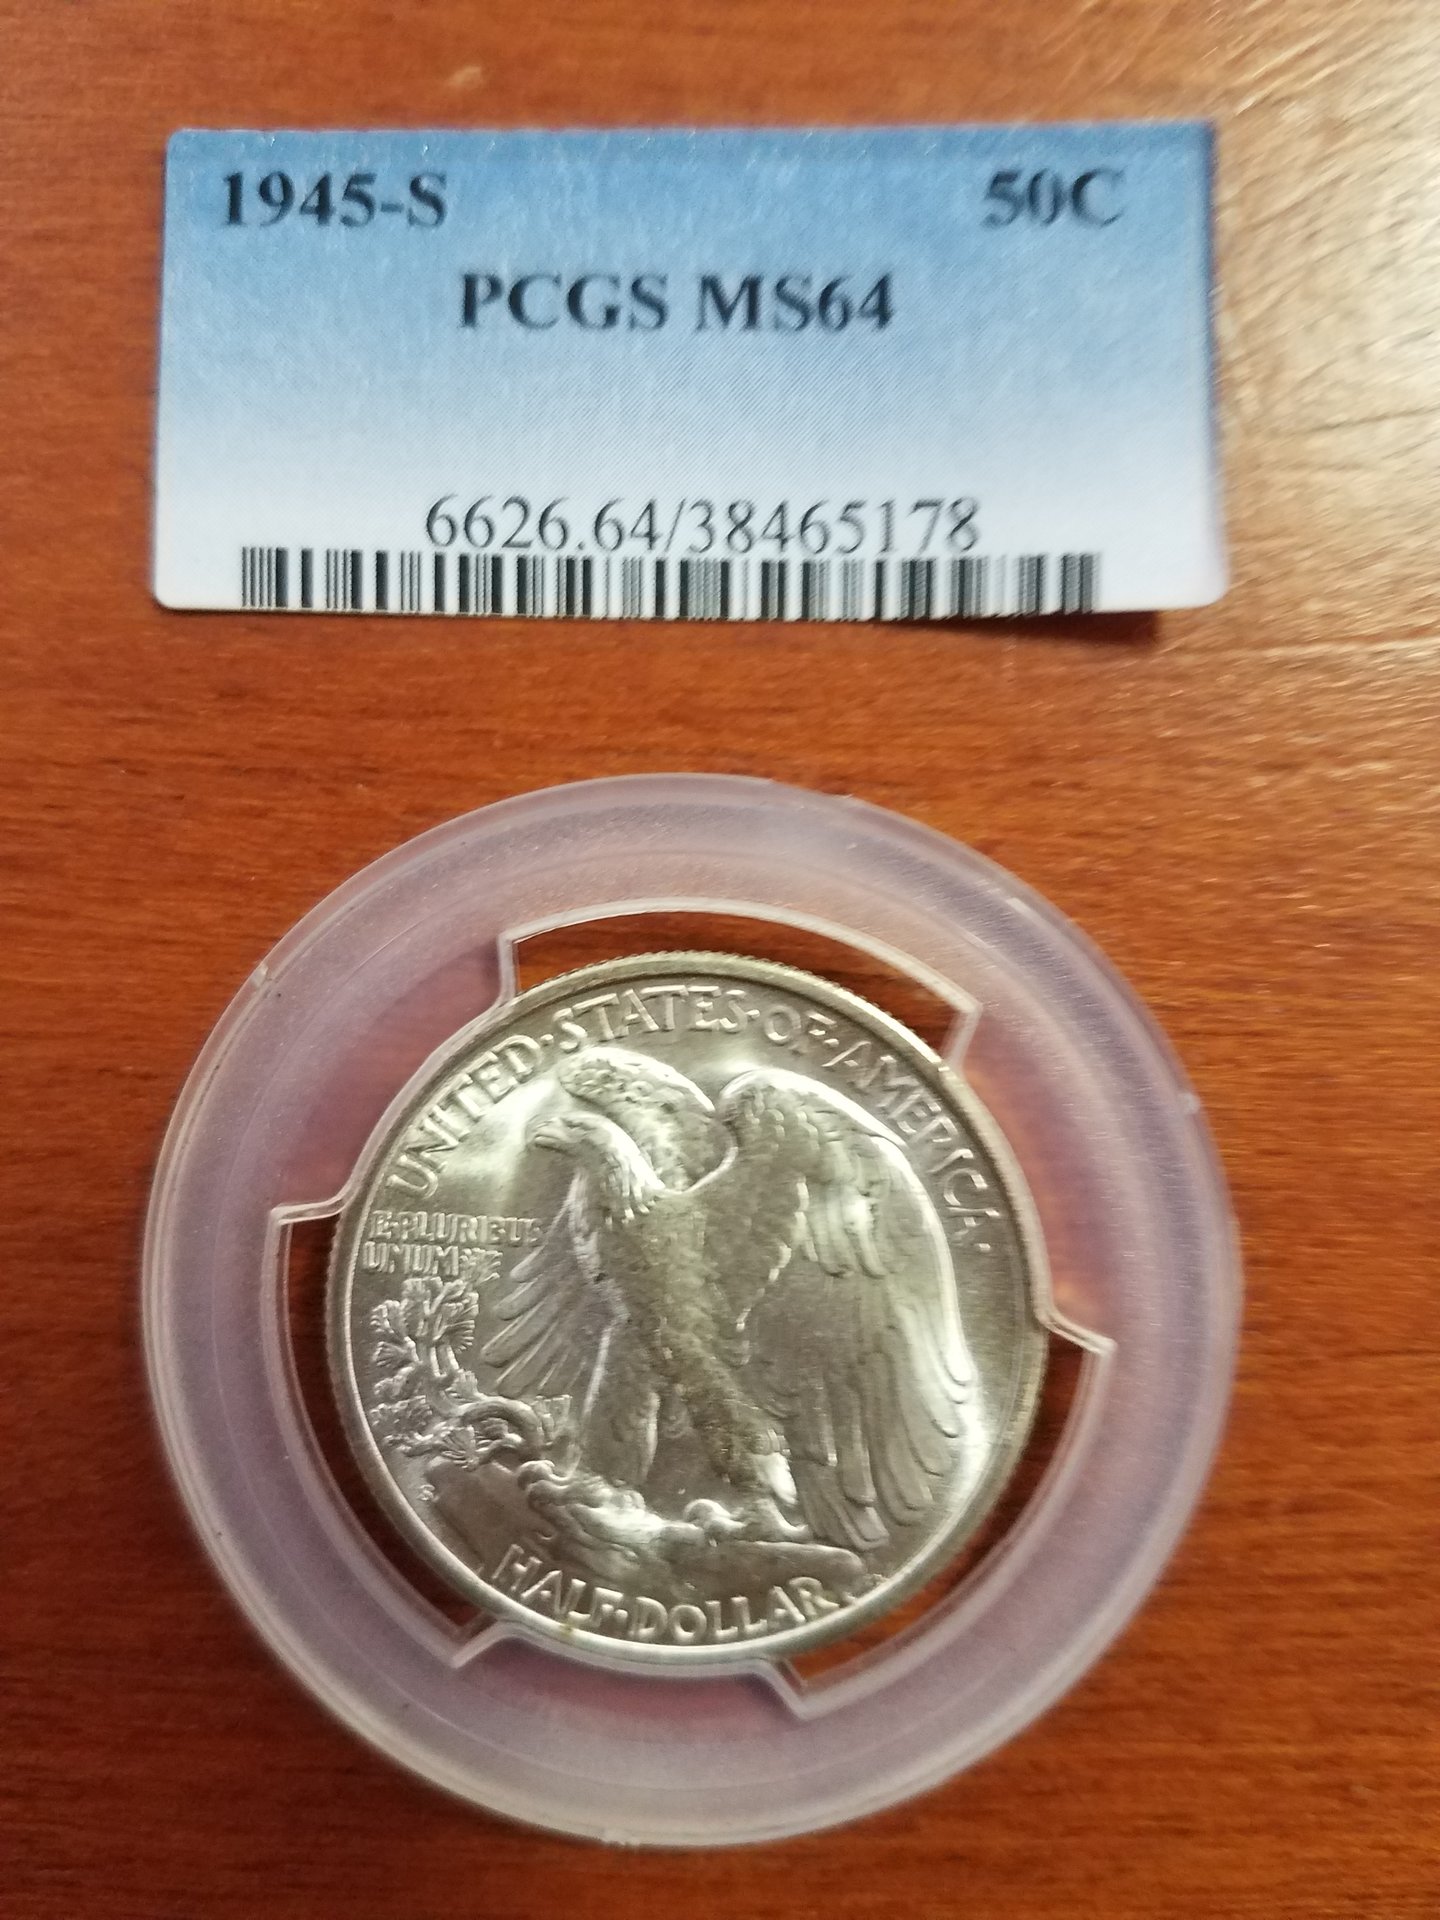 1945-S 50C
PCGS MS64
6626.64/38465178
UNITED·STATES·OF·AMERICA·
E·PLURIBUS
UNUM
S
HALF·DOLLAR